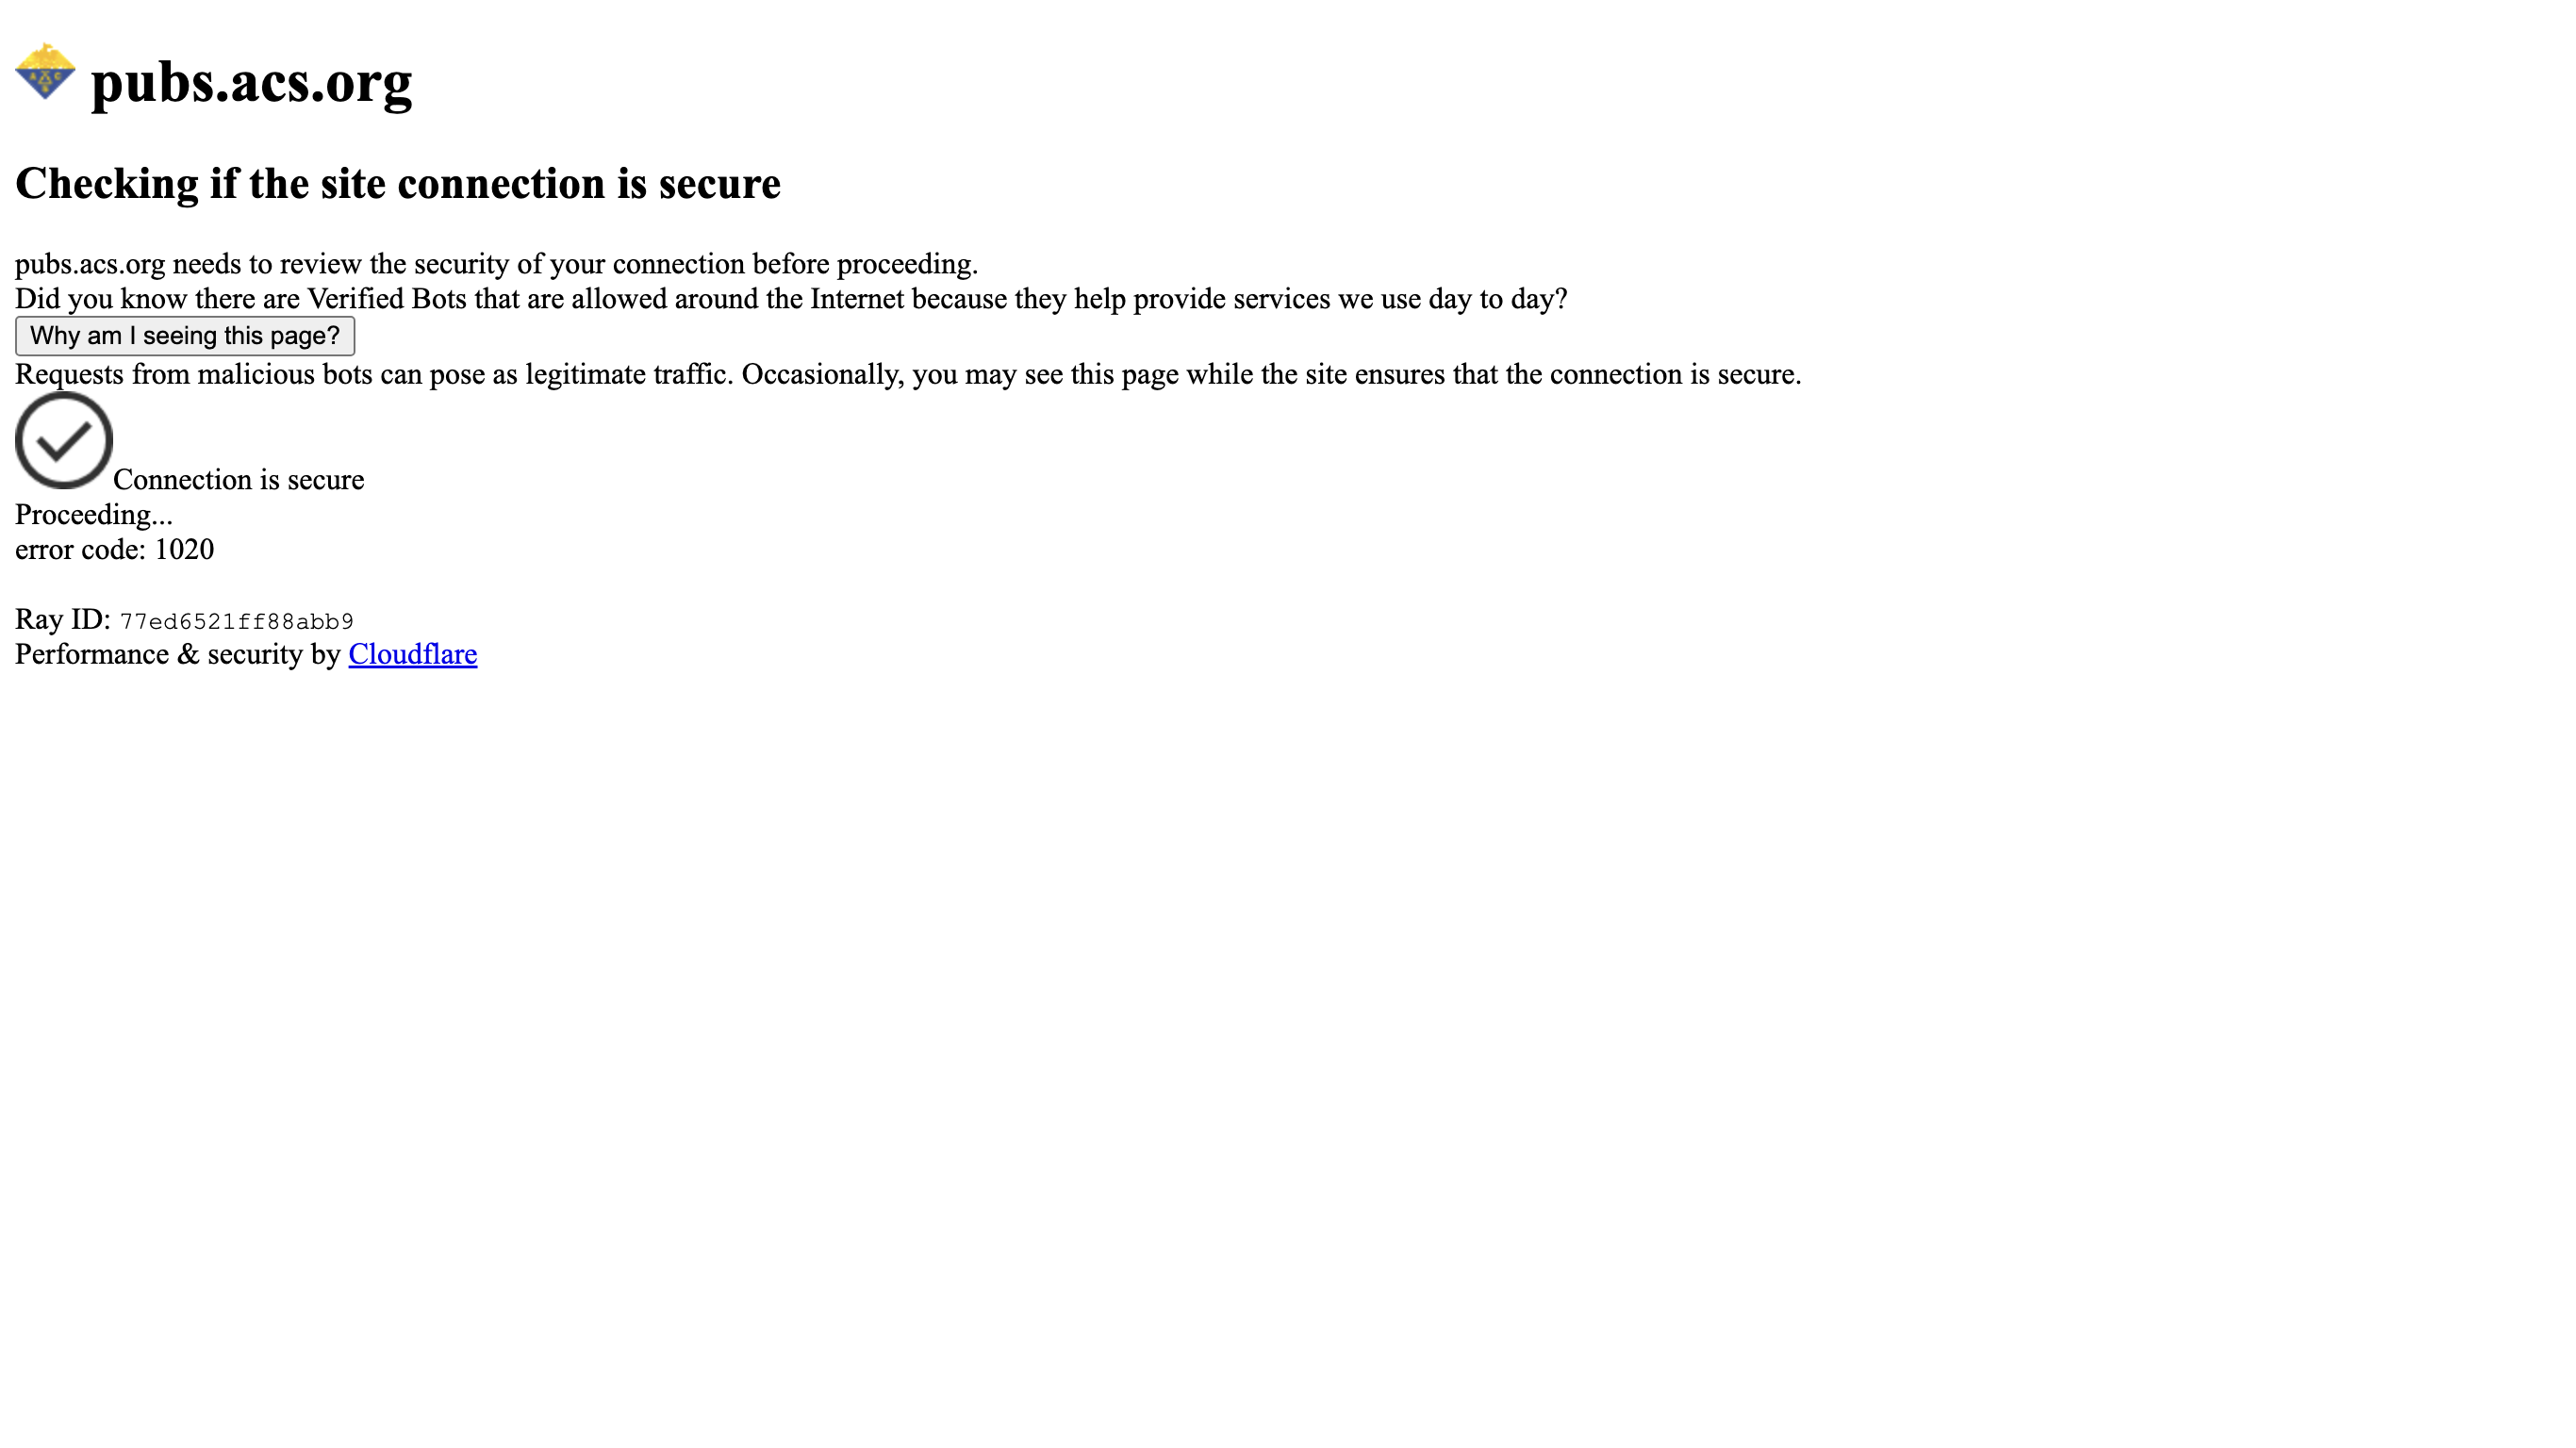 pubs.acs.org
Checking if the site connection is secure
pubs.acs.org needs to review the security of your connection before proceeding.
Did you know there are Verified Bots that are allowed around the Internet because they help provide services we use day to day?
Why am I seeing this page?
Requests from malicious bots can pose as legitimate traffic. Occasionally, you may see this page while the site ensures that the connection is secure.
Connection is secure
Proceeding...
error code: 1020
Ray ID: 77ed6521ff88abb9
Performance & security by Cloudflare